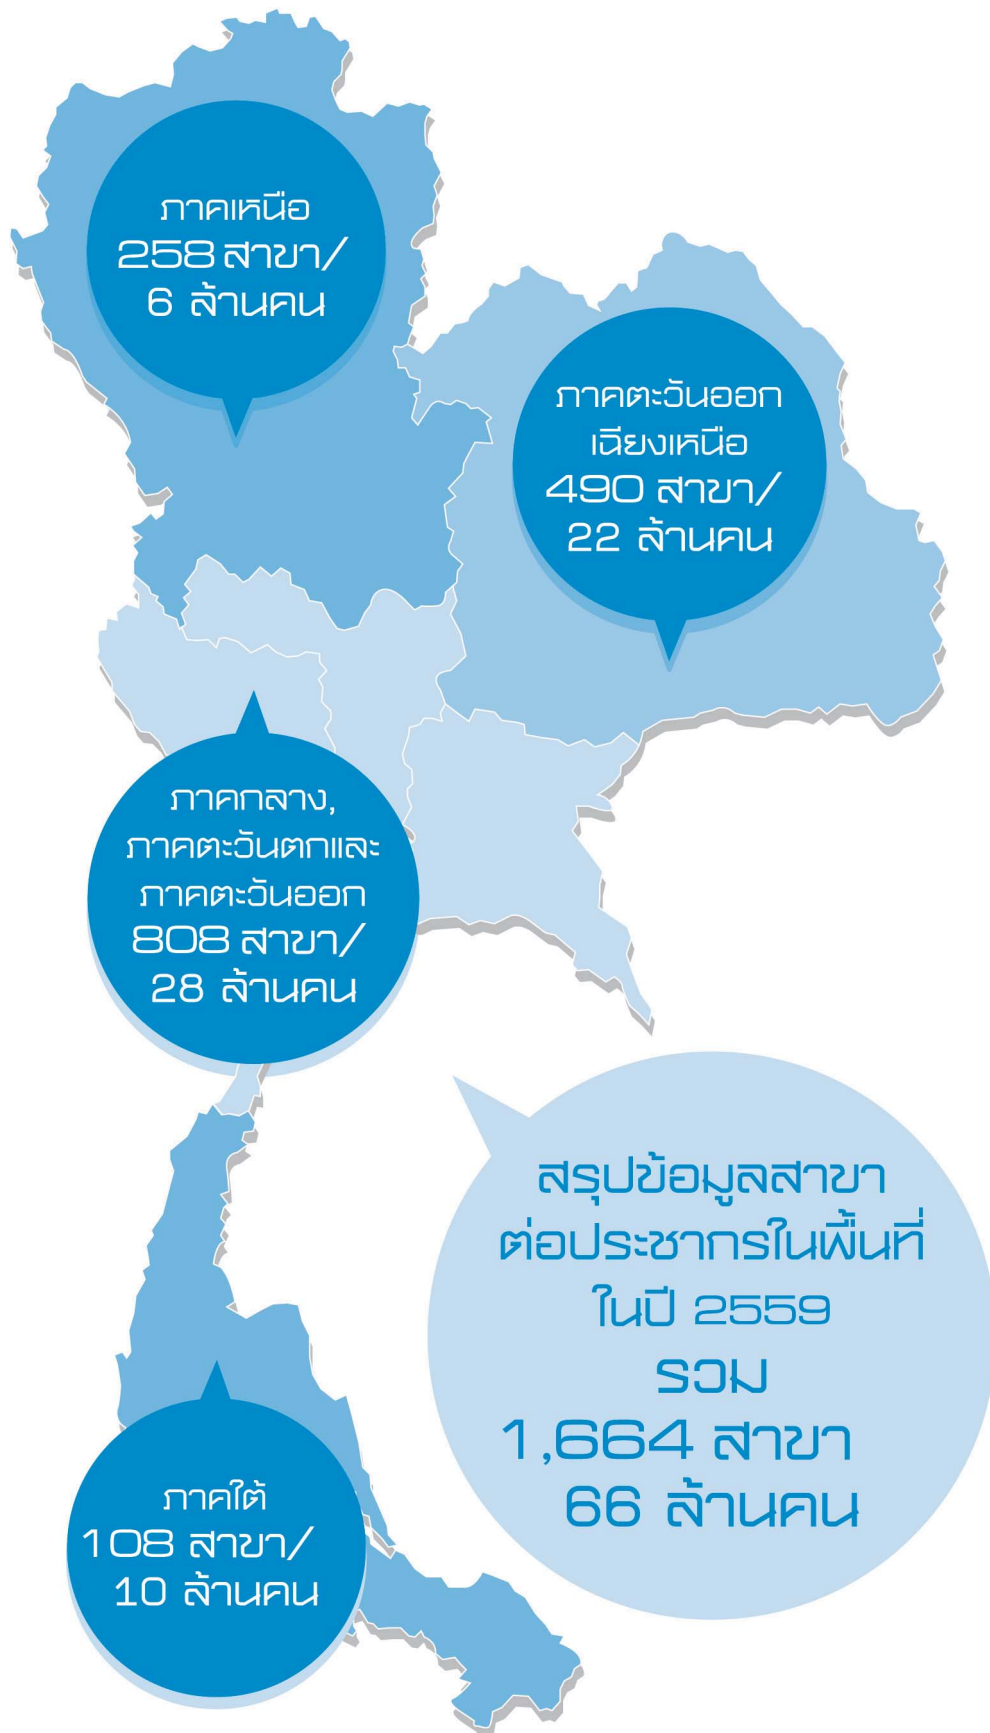 ภาคเหนือ
258 สาขา/
6 ล้านคน
ภาคตะวันออก
เฉียงเหนือ
490 สาขา/
22 ล้านคน
ภาคกลาง,
ภาคตะวันตกและ
ภาคตะวันออก
808 สาขา/
28 ล้านคน
สรุปข้อมูลสาขา
ต่อประชากรในพื้นที่
ในปี 2559
รวม
1,664 สาขา
66 ล้านคน
ภาคใต้
108 สาขา/
10 ล้านคน